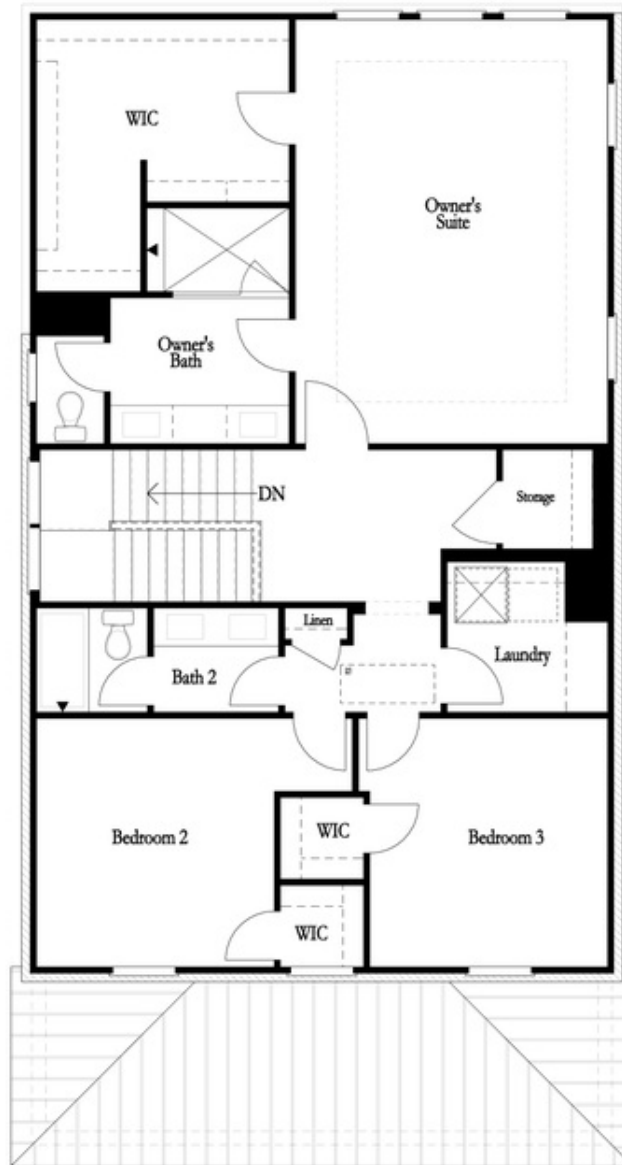 WIC
Owner's
Suite
Owner's
Bath
DN
Storage
Linen
Laundry
Bath 2
Bedroom 2
WIC
Bedroom 3
WIC